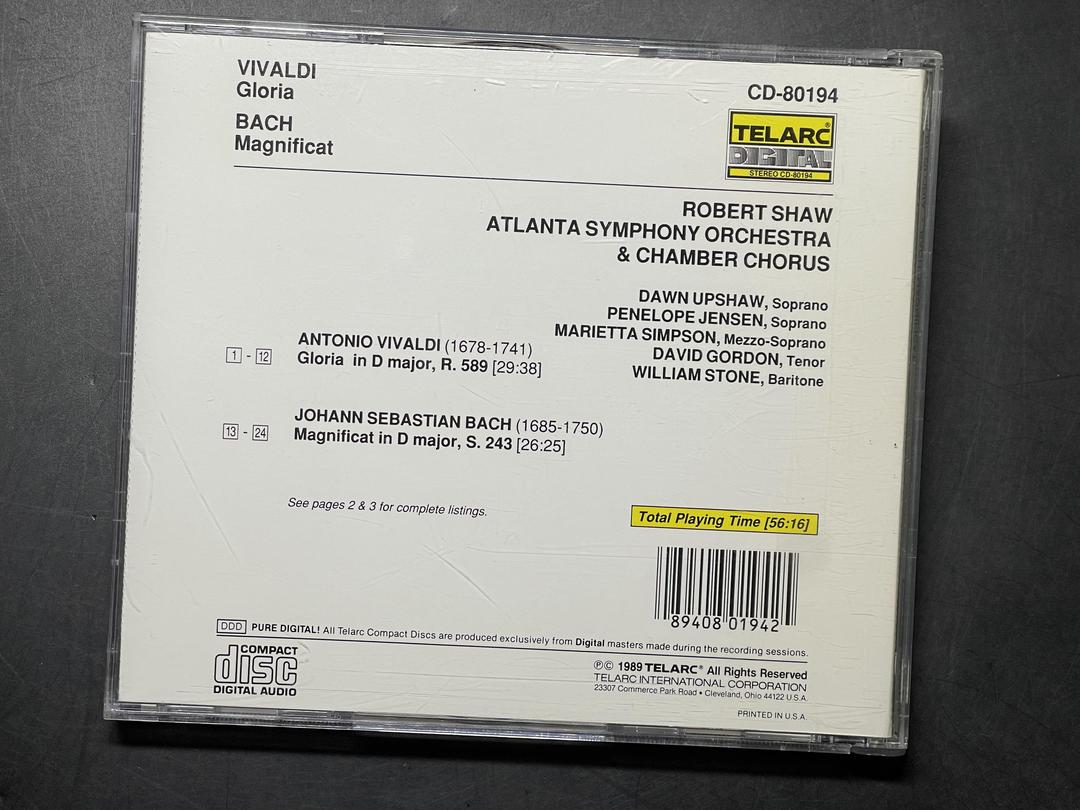 VIVALDI
Gloria
BACH
Magnificat
CD-80194
TELARC®
DIGITAL
STEREO CD-80194
ROBERT SHAW
ATLANTA SYMPHONY ORCHESTRA
& CHAMBER CHORUS
DAWN UPSHAW, Soprano
PENELOPE JENSEN, Soprano
MARIETTA SIMPSON, Mezzo-Soprano
DAVID GORDON, Tenor
WILLIAM STONE, Baritone
1 - 12
ANTONIO VIVALDI (1678-1741)
Gloria in D major, R. 589 [29:38]
13 - 24
JOHANN SEBASTIAN BACH (1685-1750)
Magnificat in D major, S. 243 [26:25]
See pages 2 & 3 for complete listings.
Total Playing Time [56:16]
89408 01942
DDD PURE DIGITAL! All Telarc Compact Discs are produced exclusively from Digital masters made during the recording sessions.
COMPACT
disc
DIGITAL AUDIO
℗© 1989 TELARC® All Rights Reserved
TELARC INTERNATIONAL CORPORATION
23307 Commerce Park Road • Cleveland, Ohio 44122 U.S.A.
PRINTED IN U.S.A.